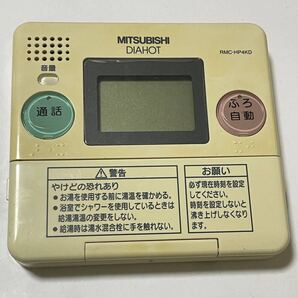 MITSUBISHI
DIAHOT
RMC-HP4KD
音量
通話
ふろ
自動
⚠警告
やけどの恐れあり
●お湯を使用する前に湯温を確かめる。
●浴室でシャワーを使用しているときは
給湯温度の変更をしない。
●給湯時は湯水混合栓に手を触れない。
お願い
必ず現在時刻を設定
してください。
時刻を設定しないと
沸き上げしなくなり
ます。